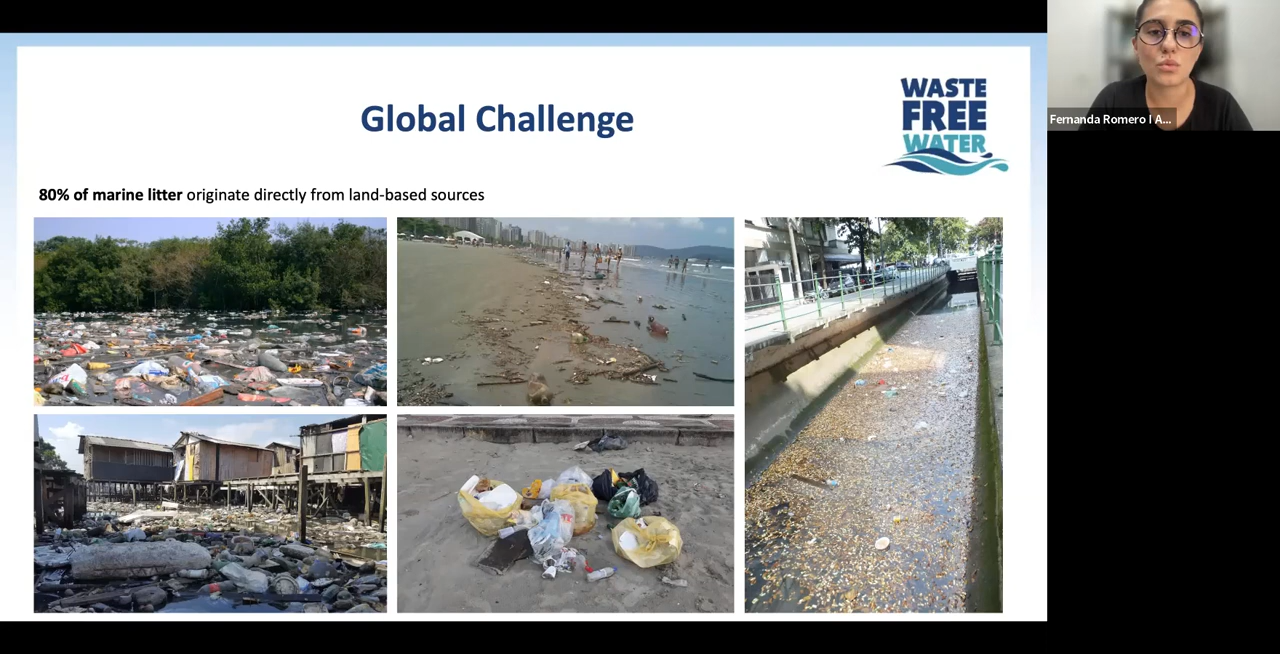 Global Challenge
WASTE
FREE
WATER
80% of marine litter originate directly from land-based sources
Fernanda Romero I A...